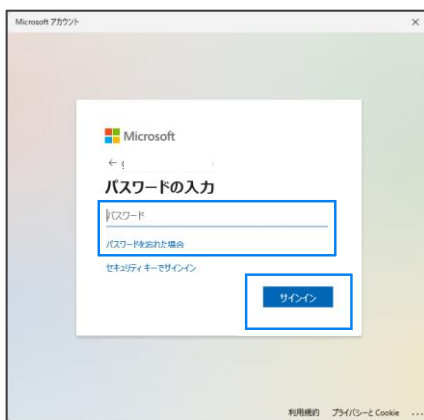 Microsoft アカウント
Microsoft
パスワードの入力
パスワード
パスワードを忘れた場合
セキュリティ キーでサインイン
サインイン
利用規約 プライバシーと Cookie ...